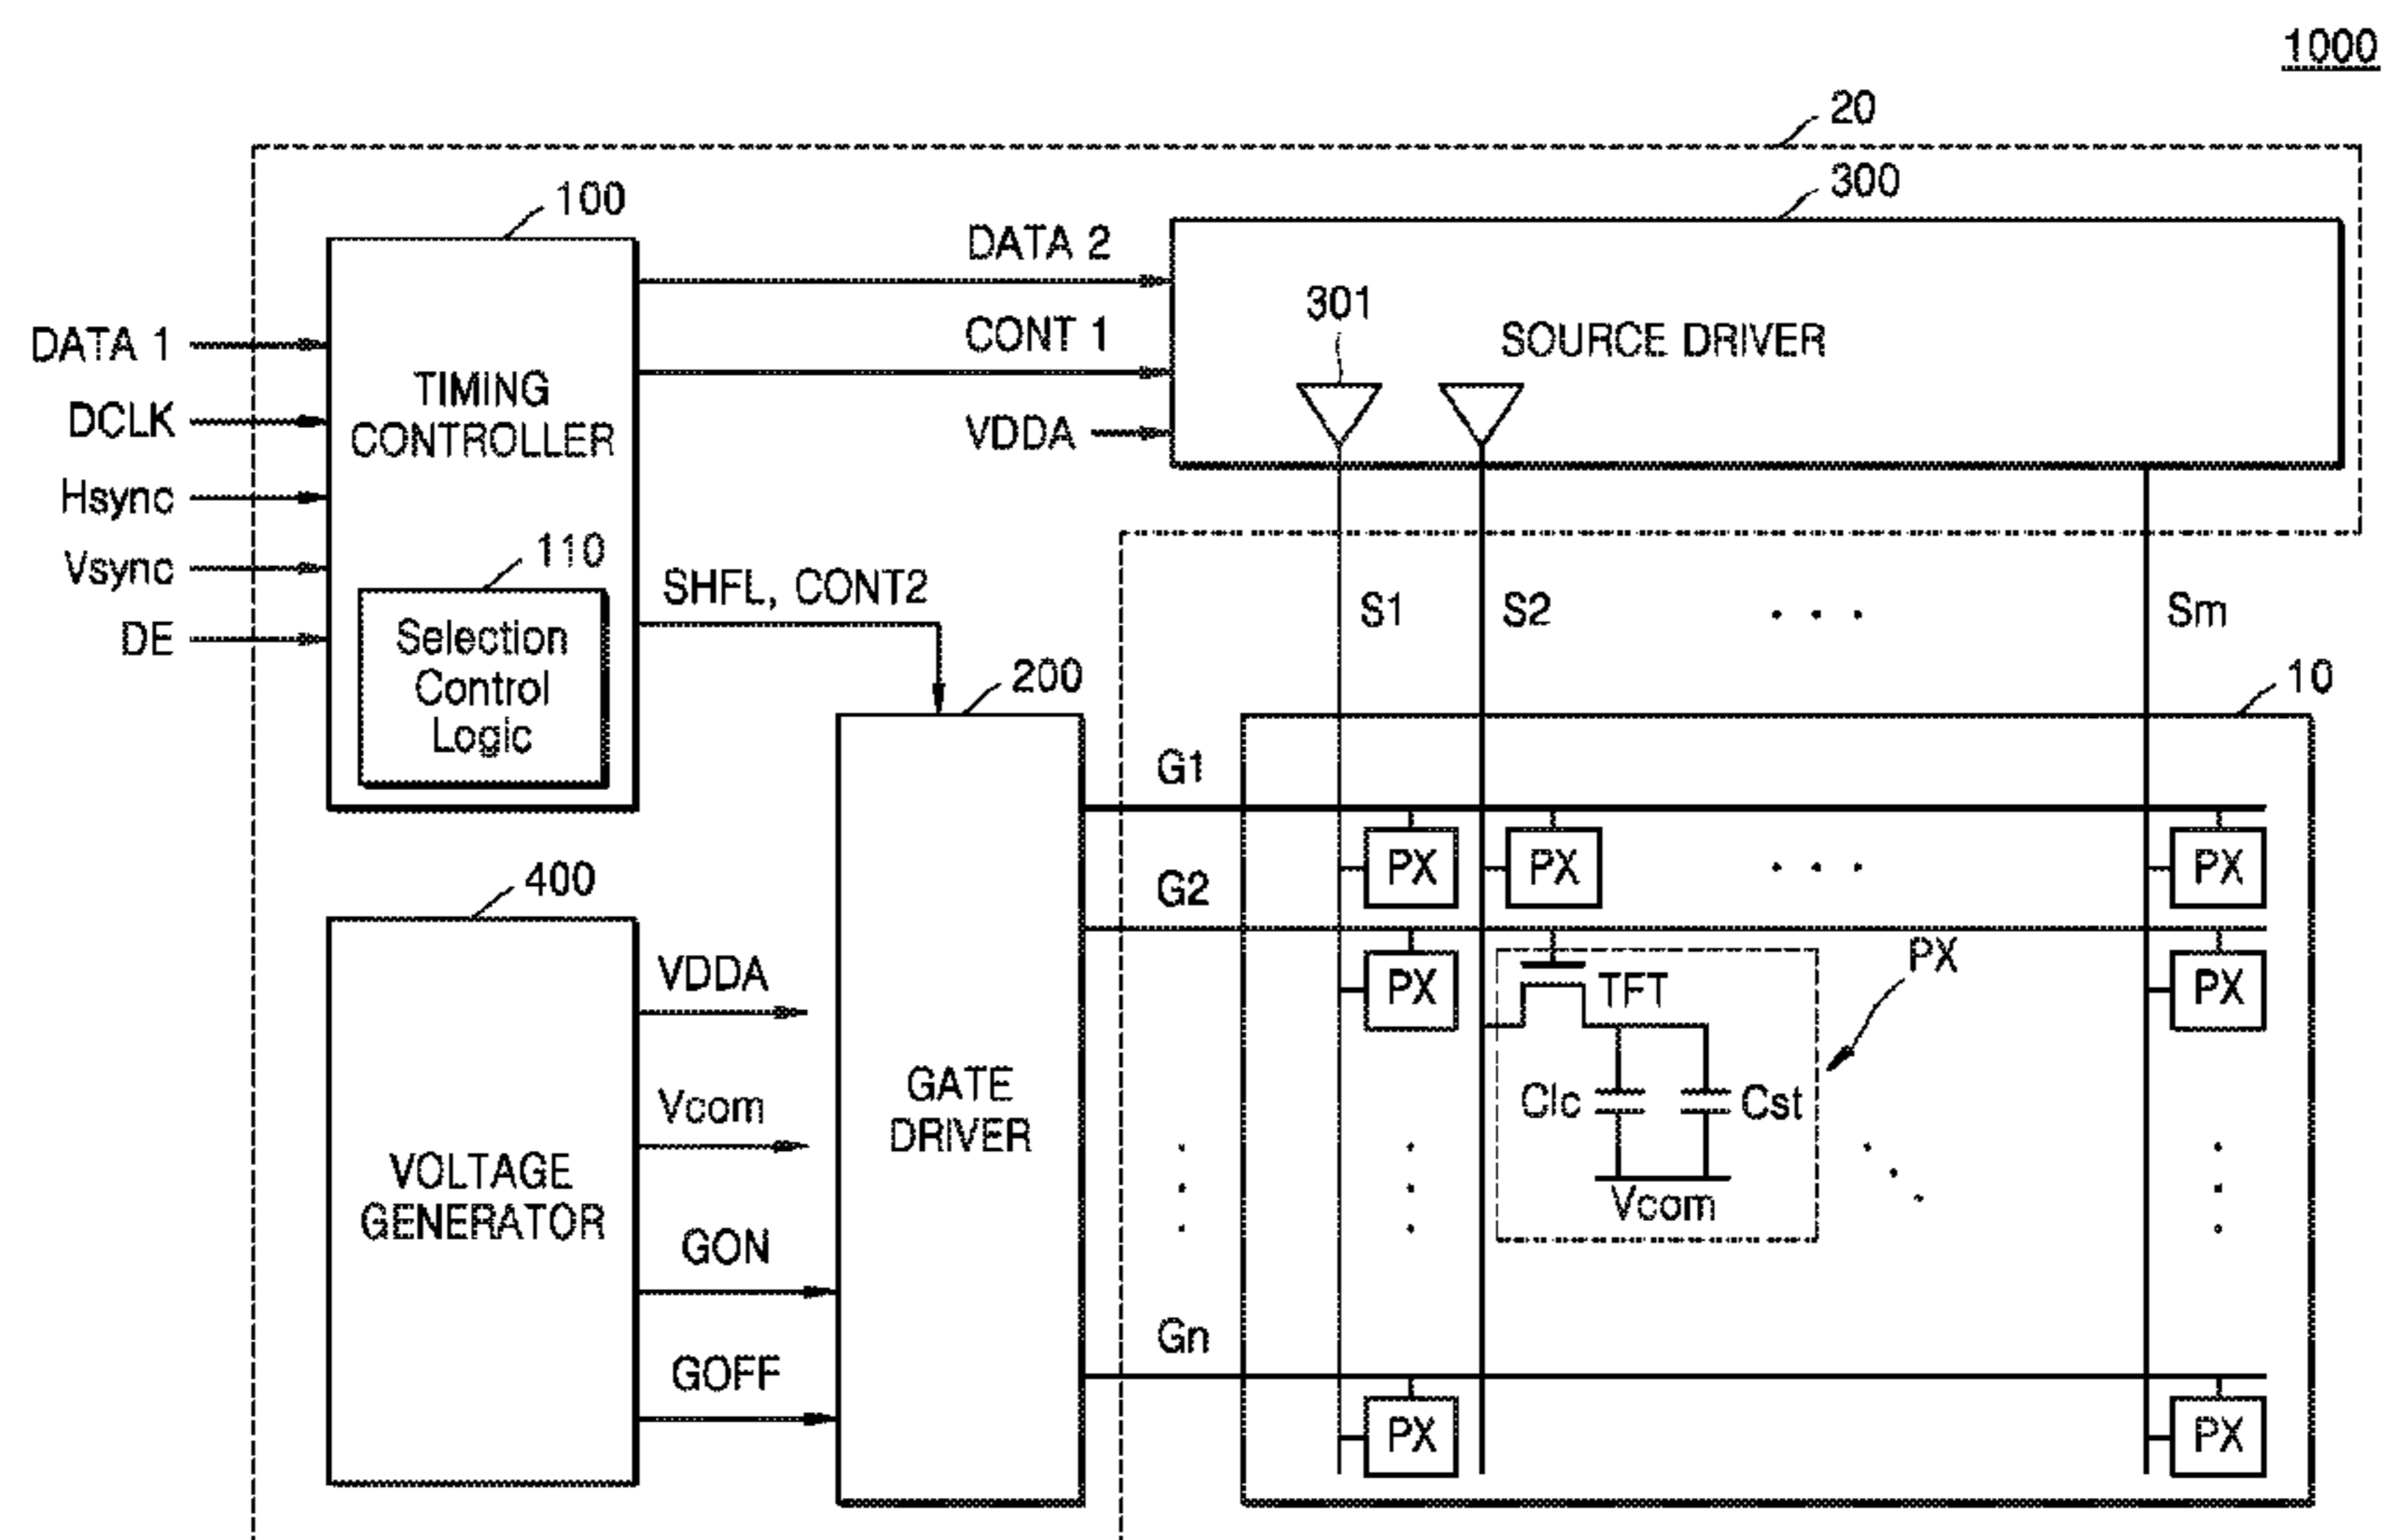 1000
20
300
100
DATA 2
301
CONT 1
SOURCE DRIVER
DATA 1
TIMING
CONTROLLER
DCLK
VDDA
Hsync
110
Vsync
SHFL, CONT2
S1
S2
Sm
DE
Selection
Control
Logic
200
10
G1
PX
PX
PX
400
G2
PX
PX
PX
VDDA
TFT
Vcom
GATE
DRIVER
Clc
Cst
VOLTAGE
GENERATOR
Vcom
GON
Gn
GOFF
PX
PX